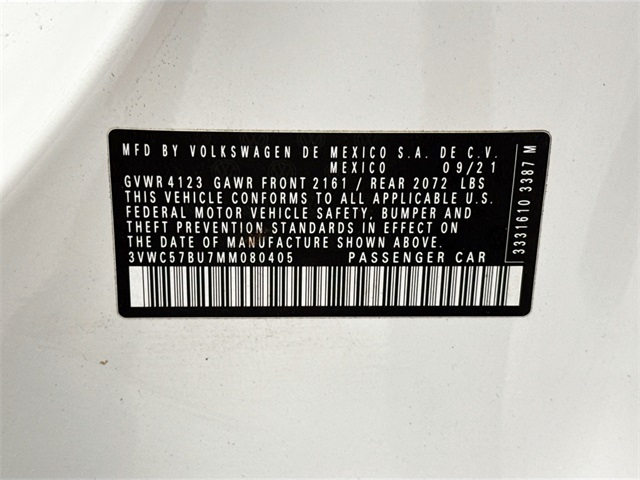 MFD BY VOLKSWAGEN DE MEXICO S.A. DE C.V.
MEXICO 09/21
GVWR 4123 GAWR FRONT 2161 / REAR 2072 LBS
THIS VEHICLE CONFORMS TO ALL APPLICABLE U.S.
FEDERAL MOTOR VEHICLE SAFETY, BUMPER AND
THEFT PREVENTION STANDARDS IN EFFECT ON
THE DATE OF MANUFACTURE SHOWN ABOVE.
3VWC57BU7MM080405 PASSENGER CAR
3331610 3387 M